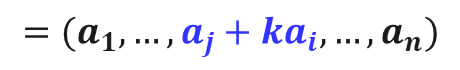 = (a₁, …, aⱼ + kaᵢ, …, aₙ)